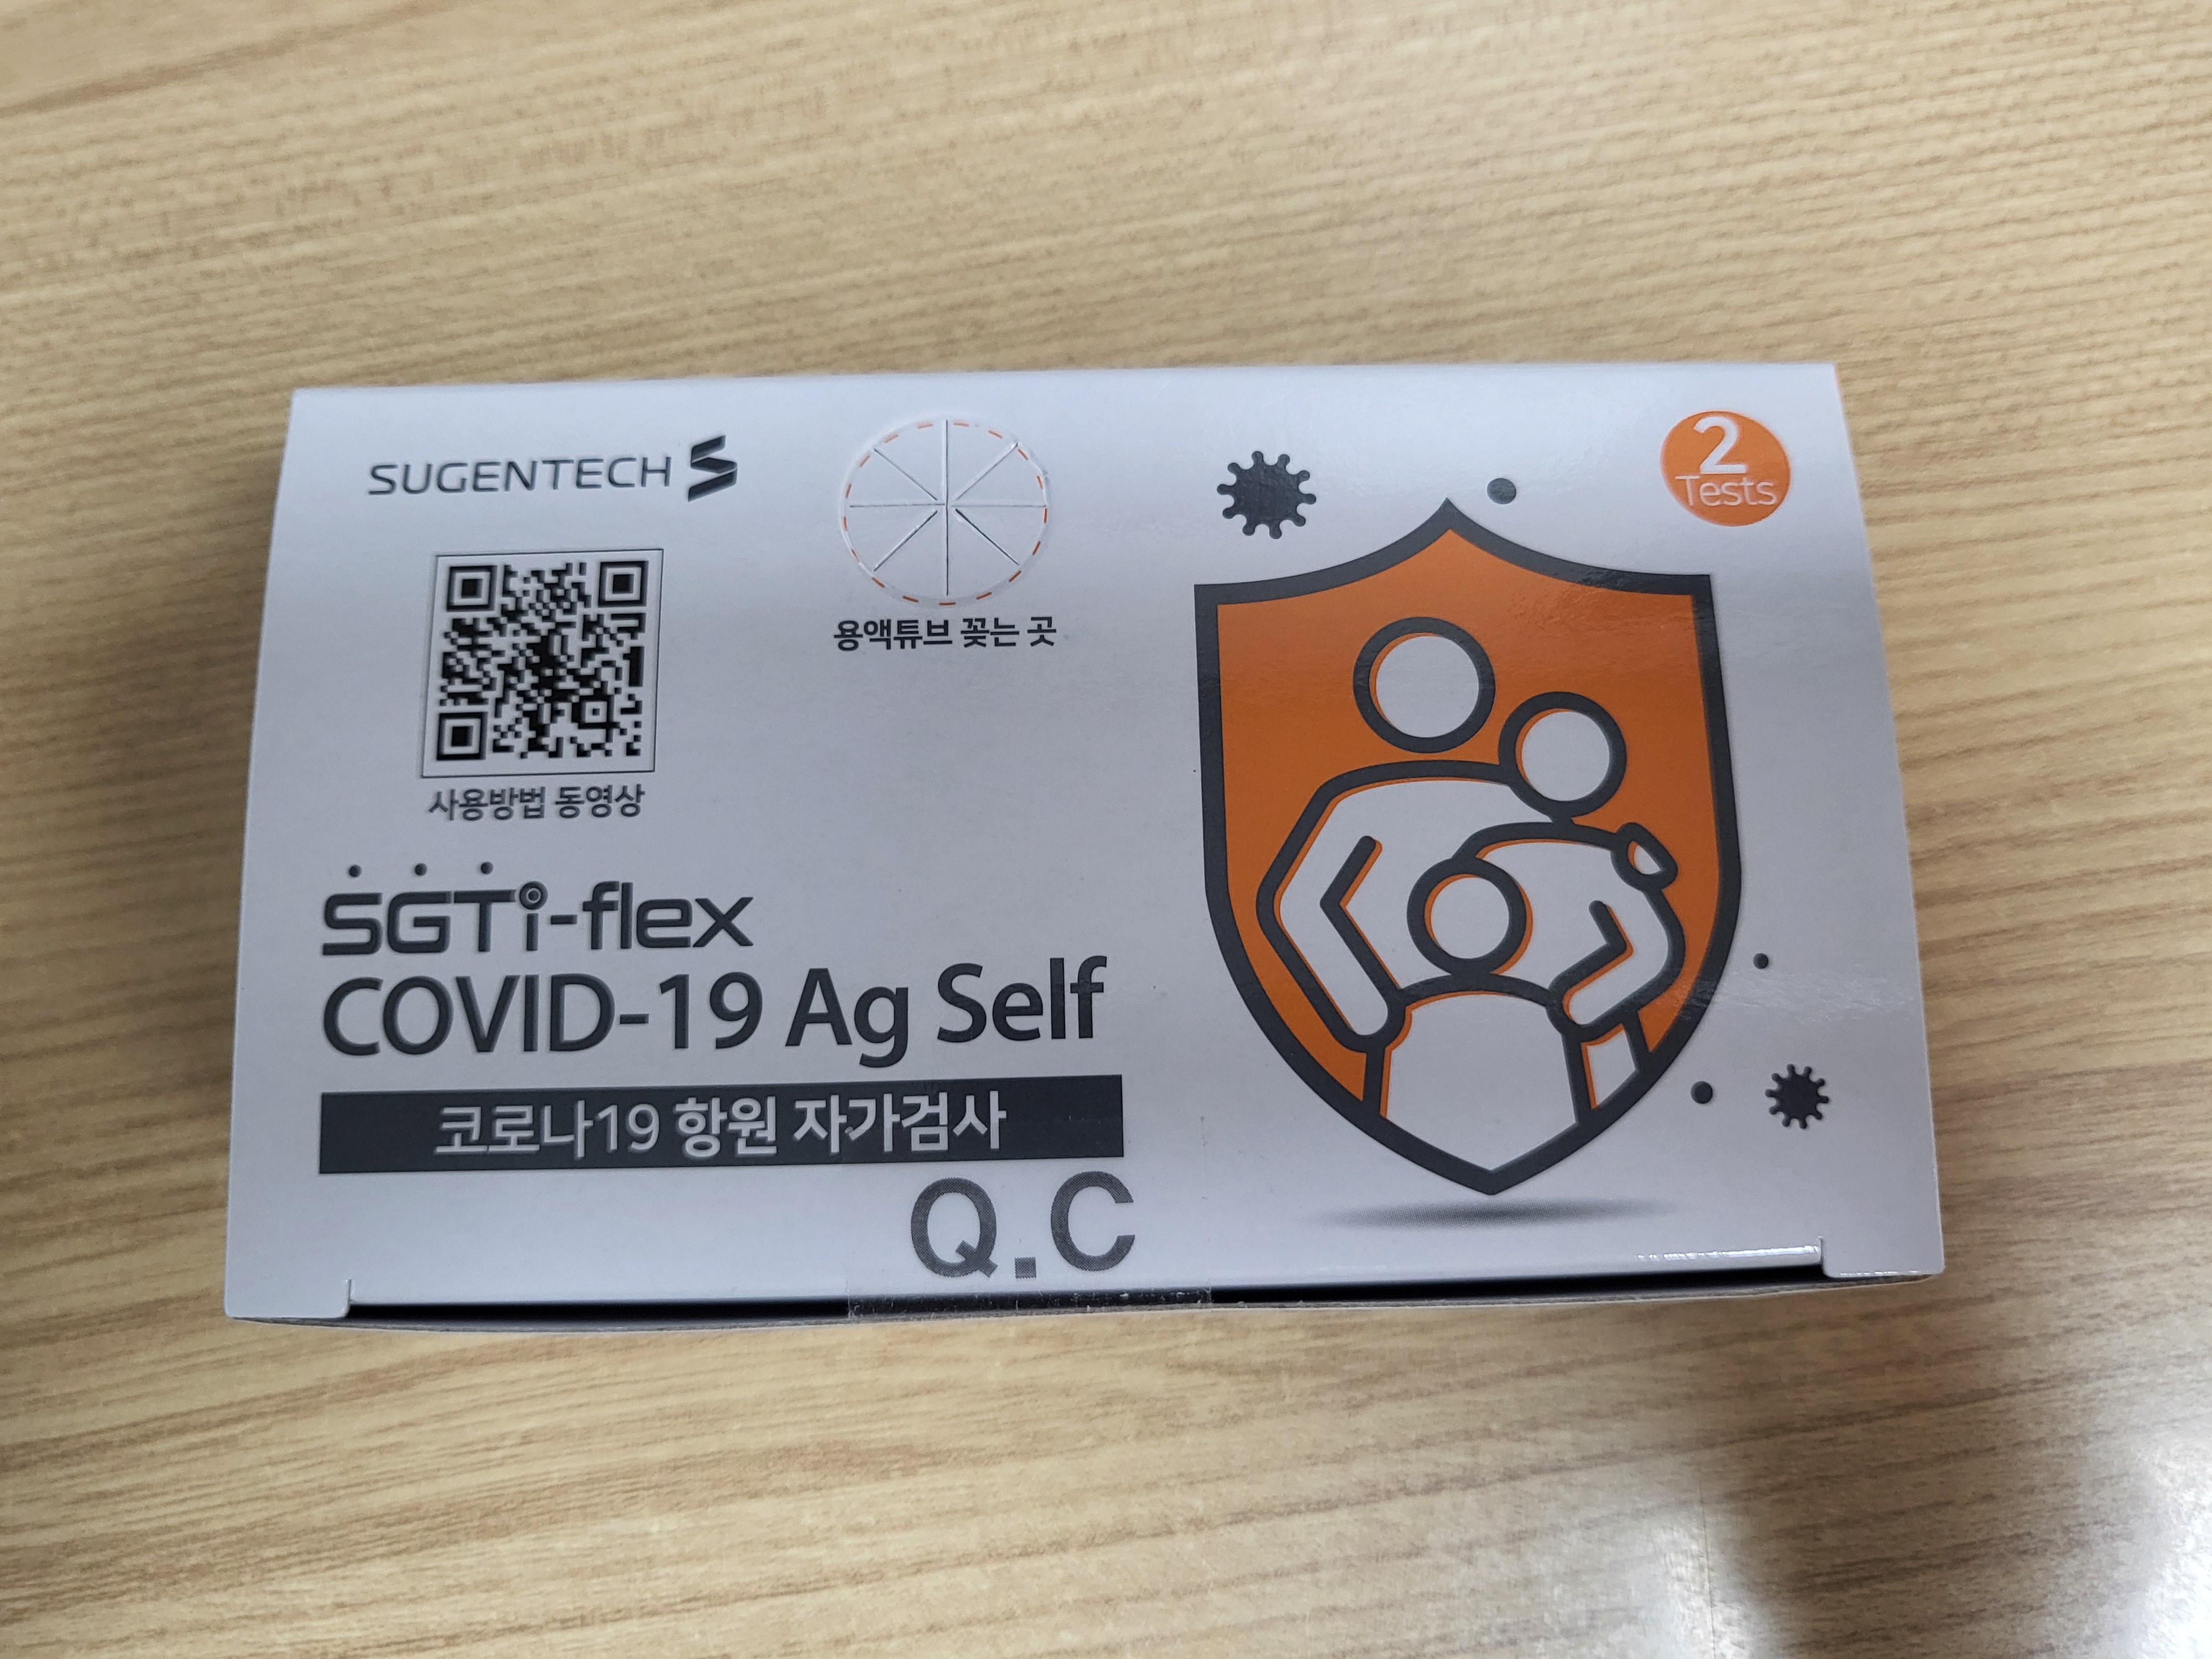 SUGENTECH
2
Tests
용액튜브 꽂는 곳
사용방법 동영상
SGTi-flex
COVID-19 Ag Self
코로나19 항원 자가검사
Q.C